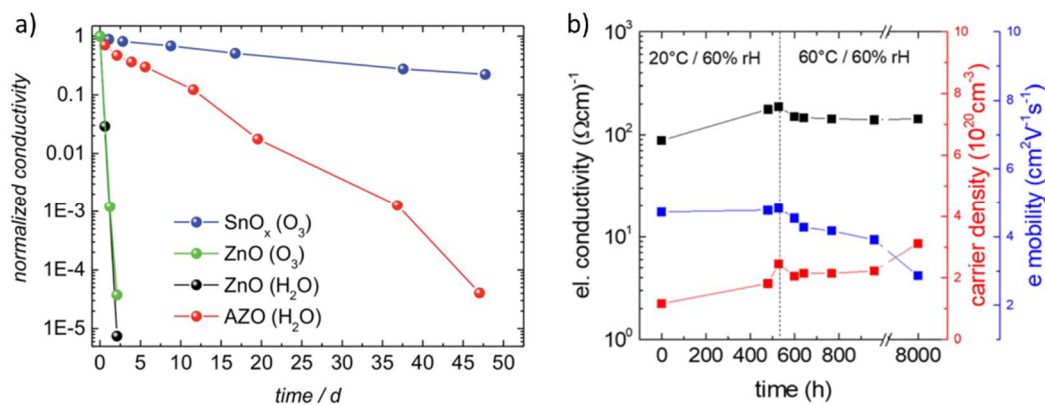 a)
normalized conductivity
1
0.1
0.01
1E-3
1E-4
1E-5
SnOₓ (O₃)
ZnO (O₃)
ZnO (H₂O)
AZO (H₂O)
0 5 10 15 20 25 30 35 40 45 50
time / d
b)
el. conductivity (Ωcm)⁻¹
10³
10²
10¹
10⁰
20°C / 60% rH
60°C / 60% rH
0 200 400 600 800 8000
time (h)
10
8
6
4
2
0
carrier density (10²⁰cm⁻³)
10
8
6
4
2
e mobility (cm²V⁻¹s⁻¹)